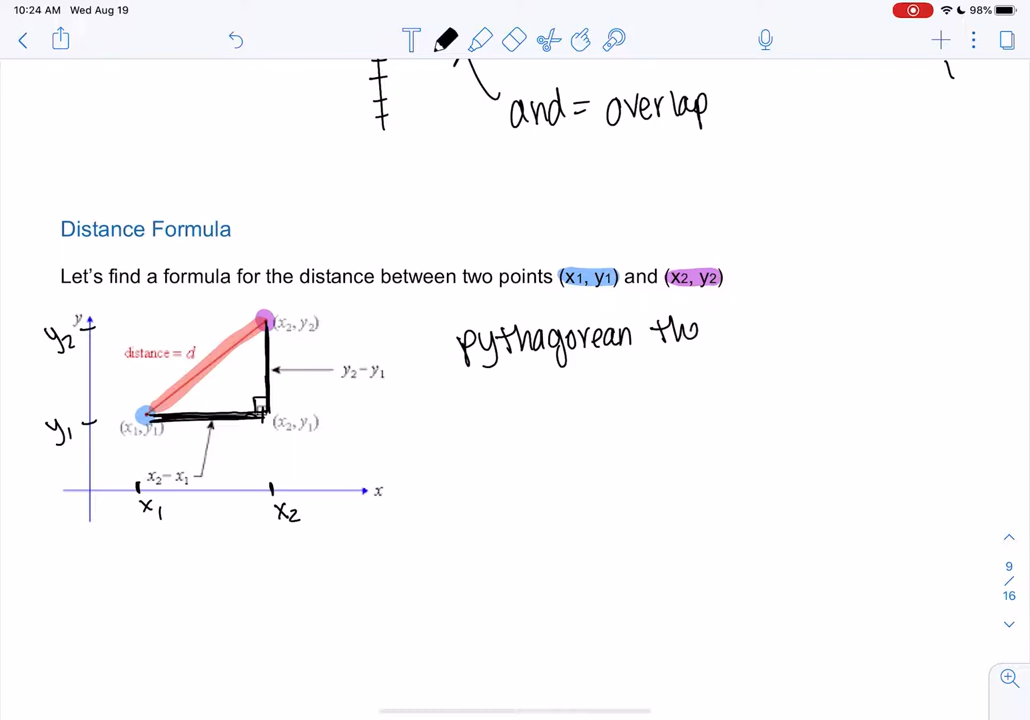 10:24 AM Wed Aug 19
98%
T
and = overlap
Distance Formula
Let's find a formula for the distance between two points (x1, y1) and (x2, y2)
y
y2
(x₂, y₂)
pythagorean tho
distance = d
y₂ − y₁
y1
(x₁, y₁)
(x₂, y₁)
x₂ − x₁
x
x1
x2
9
/
16